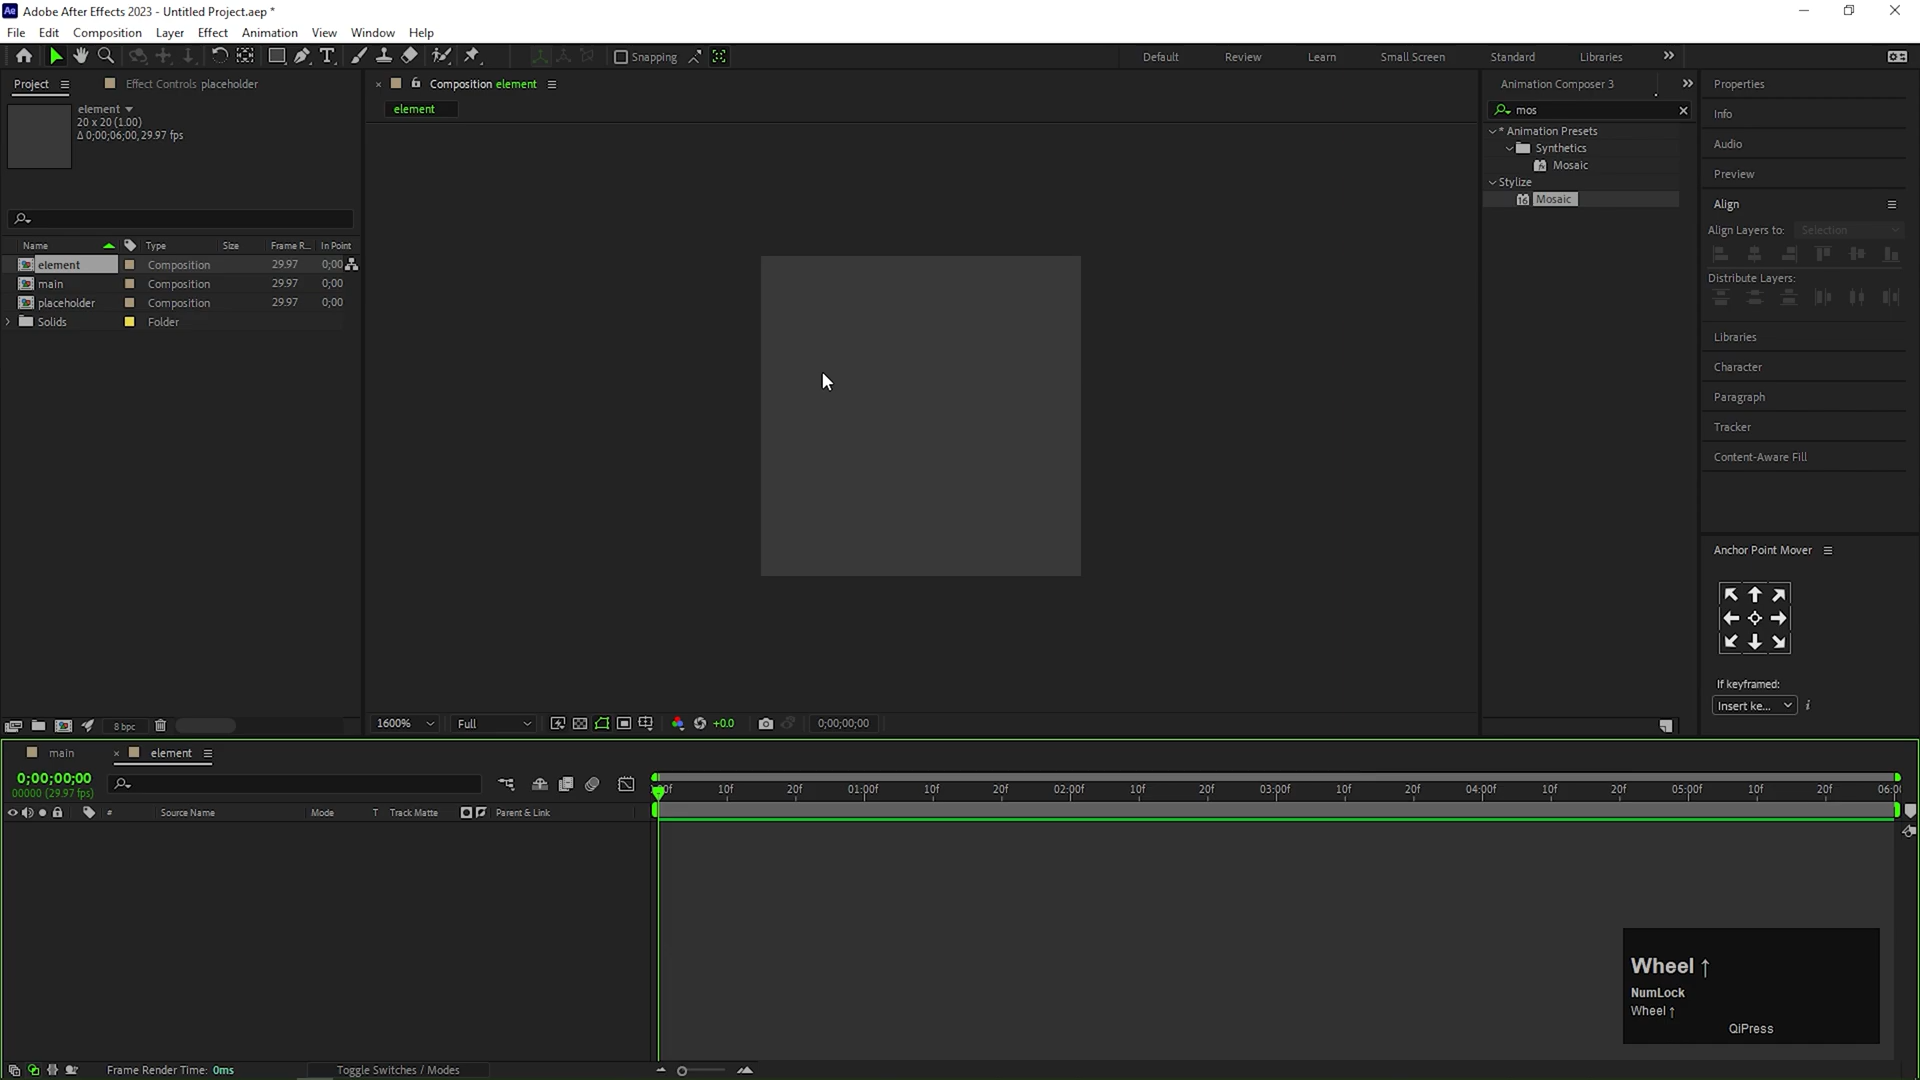 Ae Adobe After Effects 2023 - Untitled Project.aep *
File Edit Composition Layer Effect Animation View Window Help
Snapping Default Review Learn Small Screen Standard Libraries
Project Effect Controls placeholder
Composition element
Animation Composer 3
Properties
element
20 x 20 (1.00)
Δ 0;00;06;00, 29.97 fps
element
mos
Info
* Animation Presets
Synthetics
Mosaic
Stylize
Mosaic
Audio
Preview
Align
Align Layers to: Selection
Distribute Layers:
Name Type Size Frame R... In Point
element Composition 29.97 0;00
main Composition 29.97 0;00
placeholder Composition 29.97 0;00
Solids Folder
Libraries
Character
Paragraph
Tracker
Content-Aware Fill
Anchor Point Mover
If keyframed:
Insert ke... i
8 bpc
1600% Full +0.0 0;00;00;00
main element
0;00;00;00
00000 (29.97 fps)
10f 20f 01:00f 10f 20f 02:00f 10f 20f 03:00f 10f 20f 04:00f 10f 20f 05:00f 10f 20f
# Source Name Mode T Track Matte Parent & Link
Wheel ↑
NumLock
Wheel ↑
QiPress
Frame Render Time: 0ms Toggle Switches / Modes